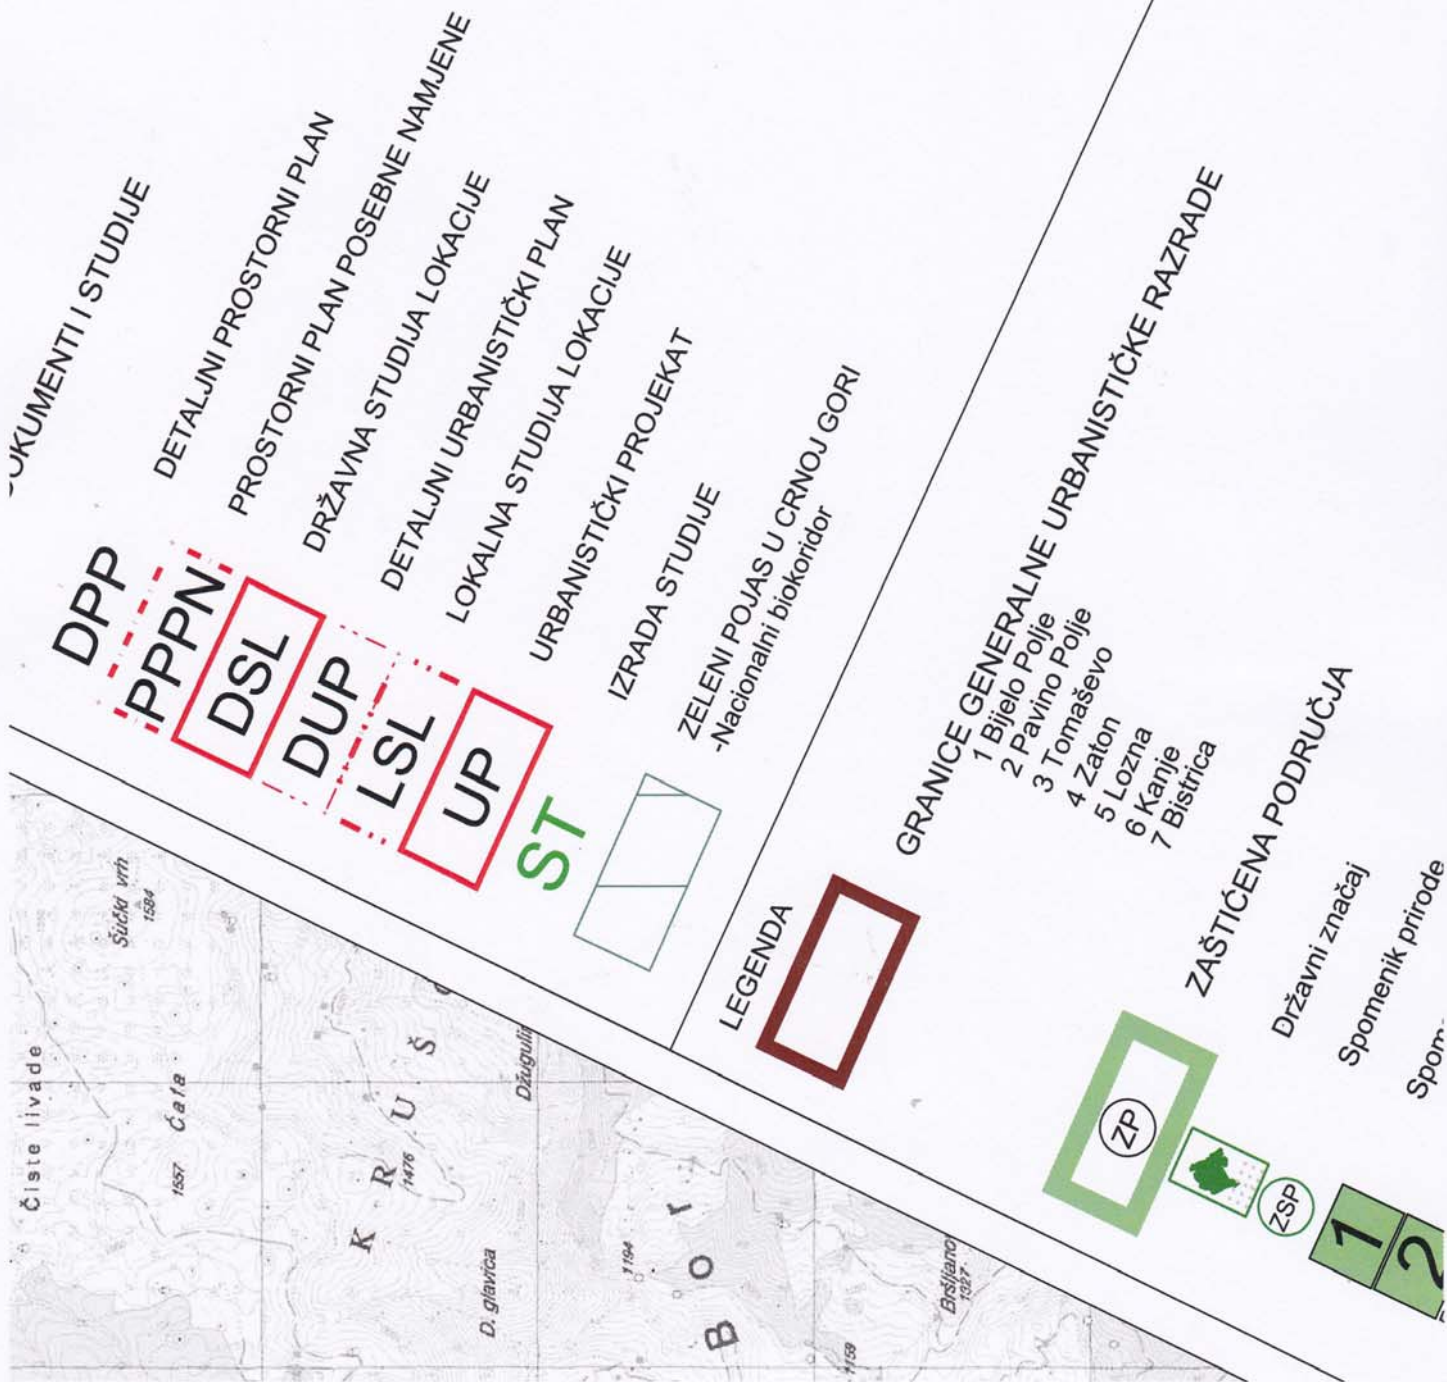 DOKUMENTI I STUDIJE
DPP DETALJNI PROSTORNI PLAN
PPPN PROSTORNI PLAN POSEBNE NAMJENE
DSL DRŽAVNA STUDIJA LOKACIJE
DUP DETALJNI URBANISTIČKI PLAN
LSL LOKALNA STUDIJA LOKACIJE
UP URBANISTIČKI PROJEKAT
ST IZRADA STUDIJE
ZELENI POJAS U CRNOJ GORI
-Nacionalni biokoridor
LEGENDA
GRANICE GENERALNE URBANISTIČKE RAZRADE
1 Bijelo Polje
2 Pavino Polje
3 Tomaševo
4 Zaton
5 Lozna
6 Kanje
7 Bistrica
ZP ZAŠTIĆENA PODRUČJA
Državni značaj
ZSP Spomenik prirode
1 Spom
2
Čiste livade
Šučki vrh
1584
Ćafa
1557
K R U Š
1476
Džuguli
D. glavica
1194
B o r
Bršljano
1327
1159